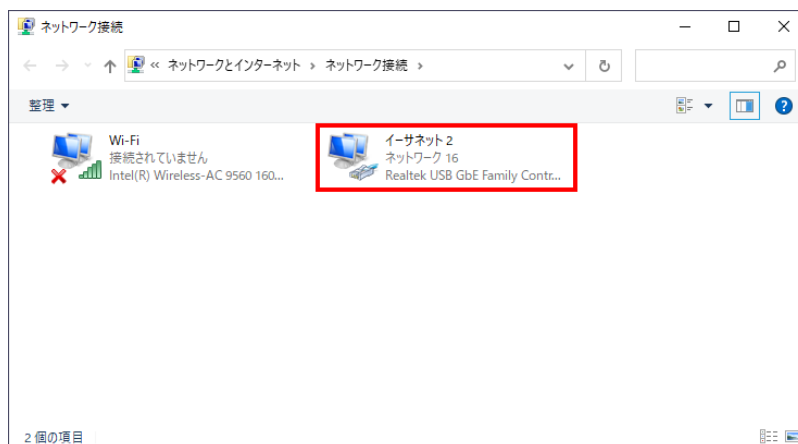 ネットワーク接続
« ネットワークとインターネット › ネットワーク接続 ›
整理
Wi-Fi
接続されていません
Intel(R) Wireless-AC 9560 160...
イーサネット 2
ネットワーク 16
Realtek USB GbE Family Contr...
2 個の項目